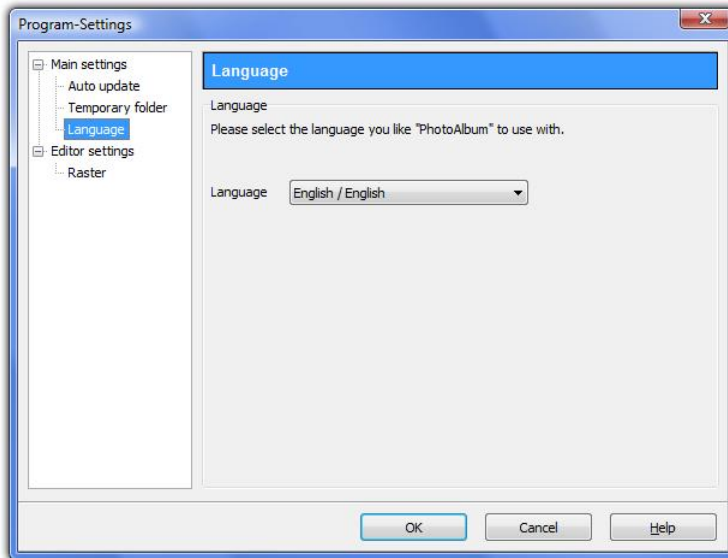 Program-Settings
Main settings
Auto update
Temporary folder
Language
Editor settings
Raster
Language
Language
Please select the language you like "PhotoAlbum" to use with.
Language
English / English
OK
Cancel
Help